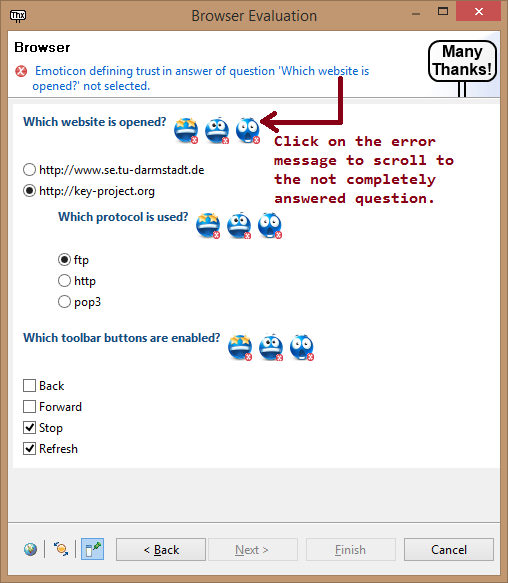 Thx
Browser Evaluation
Browser
Emoticon defining trust in answer of question 'Which website is
opened?' not selected.
Many
Thanks!
Which website is opened?
Click on the error
message to scroll to
the not completely
answered question.
http://www.se.tu-darmstadt.de
http://key-project.org
Which protocol is used?
ftp
http
pop3
Which toolbar buttons are enabled?
Back
Forward
Stop
Refresh
< Back
Next >
Finish
Cancel